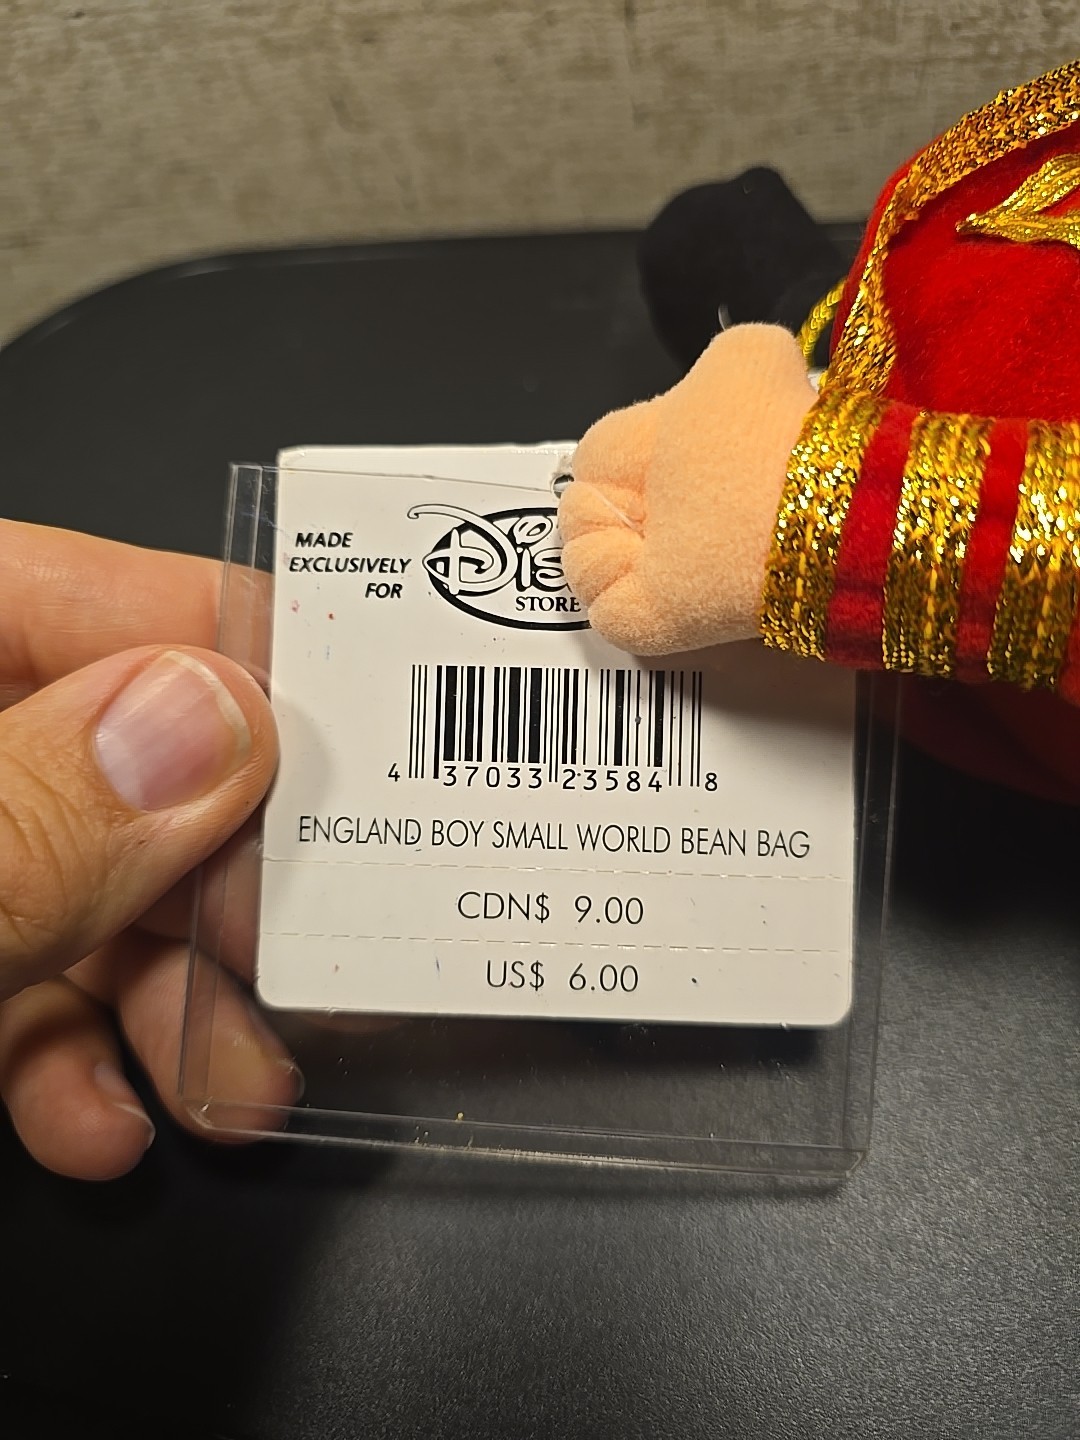 MADE
EXCLUSIVELY
FOR
STORE
4 37033 23584 8
ENGLAND BOY SMALL WORLD BEAN BAG
CDN$ 9.00
US$ 6.00